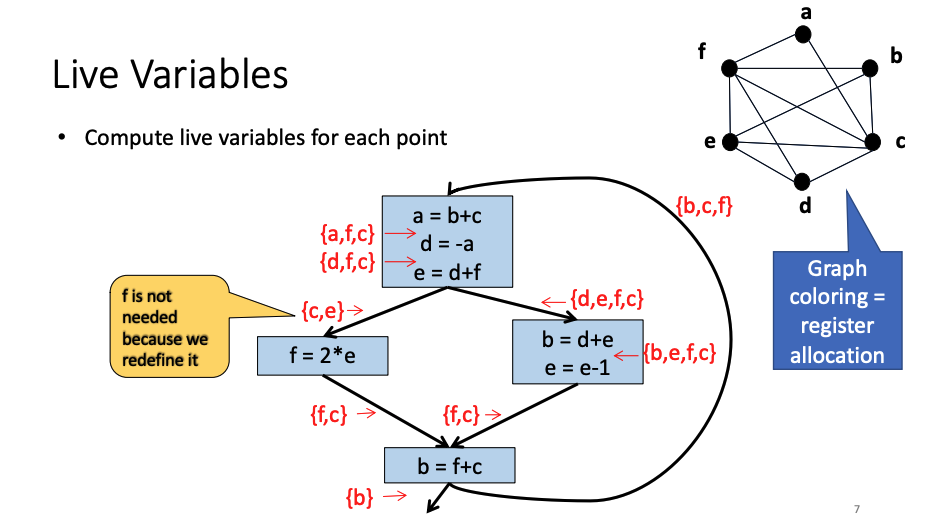 Live Variables
• Compute live variables for each point
a
f
b
e
c
d
Graph
coloring =
register
allocation
{b,c,f}
a = b+c
{a,f,c}
d = -a
{d,f,c}
e = d+f
f is not
needed
because we
redefine it
{c,e}
{d,e,f,c}
f = 2*e
b = d+e
{b,e,f,c}
e = e-1
{f,c}
{f,c}
b = f+c
{b}
7